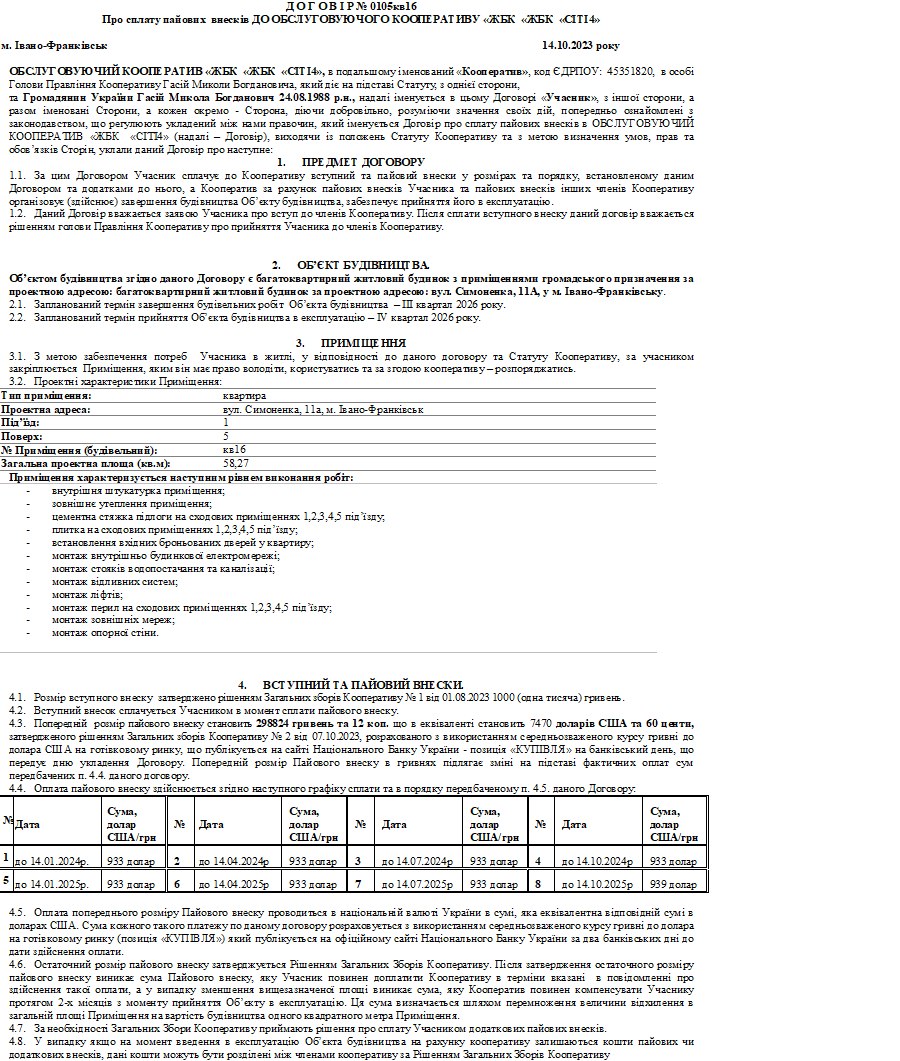 Д О Г О В І Р № 0105кв16
Про сплату пайових внесків ДО ОБСЛУГОВУЮЧОГО КООПЕРАТИВУ «ЖБК «ЖБК «СІТІ4»
м. Івано-Франківськ 14.10.2023 року
ОБСЛУГОВУЮЧИЙ КООПЕРАТИВ «ЖБК «ЖБК «СІТІ4», в подальшому іменований «Кооператив», код ЄДРПОУ: 45351820, в особі
Голови Правління Кооперативу Гасій Миколи Богдановича, який діє на підставі Статуту, з однієї сторони,
та Громадянин України Гасій Микола Богданович 24.08.1988 р.н., надалі іменується в цьому Договорі «Учасник», з іншої сторони, а
разом іменовані Сторони, а кожен окремо - Сторона, діючи добровільно, розуміючи значення своїх дій, попередньо ознайомлені з
законодавством, що регулюють укладений між нами правочин, який іменується Договір про сплату пайових внесків в ОБСЛУГОВУЮЧИЙ
КООПЕРАТИВ «ЖБК «СІТІ4» (надалі – Договір), виходячи із положень Статуту Кооперативу та з метою визначення умов, прав та
обов’язків Сторін, уклали даний Договір про наступне:
1. ПРЕДМЕТ ДОГОВОРУ
1.1. За цим Договором Учасник сплачує до Кооперативу вступний та пайовий внески у розмірах та порядку, встановленому даним
Договором та додатками до нього, а Кооператив за рахунок пайових внесків Учасника та пайових внесків інших членів Кооперативу
організовує (здійснює) завершення будівництва Об’єкту будівництва, забезпечує прийняття його в експлуатацію.
1.2. Даний Договір вважається заявою Учасника про вступ до членів Кооперативу. Після сплати вступного внеску даний договір вважається
рішенням голови Правління Кооперативу про прийняття Учасника до членів Кооперативу.
2. ОБ’ЄКТ БУДІВНИЦТВА.
Об’єктом будівництва згідно даного Договору є багатоквартирний житловий будинок з приміщеннями громадського призначення за
проектною адресою: багатоквартирний житловий будинок за проектною адресою: вул. Симоненка, 11А, у м. Івано-Франківську.
2.1. Запланований термін завершення будівельних робіт Об’єкта будівництва – ІІІ квартал 2026 року.
2.2. Запланований термін прийняття Об’єкта будівництва в експлуатацію – IV квартал 2026 року.
3. ПРИМІЩЕННЯ
3.1. З метою забезпечення потреб Учасника в житлі, у відповідності до даного договору та Статуту Кооперативу, за учасником
закріплюється Приміщення, яким він має право володіти, користуватись та за згодою кооперативу – розпоряджатись.
3.2. Проектні характеристики Приміщення:
Тип приміщення: квартира
Проектна адреса: вул. Симоненка, 11а, м. Івано-Франківськ
Під’їзд: 1
Поверх: 5
№ Приміщення (будівельний): кв16
Загальна проектна площа (кв.м): 58,27
Приміщення характеризується наступним рівнем виконання робіт:
- внутрішня штукатурка приміщення;
- зовнішнє утеплення приміщення;
- цементна стяжка підлоги на сходових приміщеннях 1,2,3,4,5 під’їзду;
- плитка на сходових приміщеннях 1,2,3,4,5 під’їзду;
- встановлення вхідних броньованих дверей у квартиру;
- монтаж внутрішньо будинкової електромережі;
- монтаж стояків водопостачання та каналізації;
- монтаж відливних систем;
- монтаж ліфтів;
- монтаж перил на сходових приміщеннях 1,2,3,4,5 під’їзду;
- монтаж зовнішніх мереж;
- монтаж опорної стіни.
4. ВСТУПНИЙ ТА ПАЙОВИЙ ВНЕСКИ.
4.1. Розмір вступного внеску затверджено рішенням Загальних зборів Кооперативу № 1 від 01.08.2023 1000 (одна тисяча) гривень.
4.2. Вступний внесок сплачується Учасником в момент сплати пайового внеску.
4.3. Попередній розмір пайового внеску становить 298824 гривень та 12 коп. що в еквіваленті становить 7470 доларів США та 60 центи,
затвердженого рішенням Загальних зборів Кооперативу № 2 від 07.10.2023, розрахованого з використанням середньозваженого курсу гривні до
долара США на готівковому ринку, що публікується на сайті Національного Банку України - позиція «КУПІВЛЯ» на банківський день, що
передує дню укладення Договору. Попередній розмір Пайового внеску в гривнях підлягає зміні на підставі фактичних оплат сум
передбачених п. 4.4. даного договору.
4.4. Оплата пайового внеску здійснюється згідно наступного графіку сплати та в порядку передбаченому п. 4.5. даного Договору:
№ Дата Сума, долар США/грн № Дата Сума, долар США/грн № Дата Сума, долар США/грн № Дата Сума, долар США/грн
1 до 14.01.2024р. 933 долар 2 до 14.04.2024р 933 долар 3 до 14.07.2024р 933 долар 4 до 14.10.2024р 933 долар
5 до 14.01.2025р. 933 долар 6 до 14.04.2025р 933 долар 7 до 14.07.2025р 933 долар 8 до 14.10.2025р 939 долар
4.5. Оплата попереднього розміру Пайового внеску проводиться в національній валюті України в сумі, яка еквівалентна відповідній сумі в
доларах США. Сума кожного такого платежу по даному договору розраховується з використанням середньозваженого курсу гривні до долара
на готівковому ринку (позиція «КУПІВЛЯ») який публікується на офіційному сайті Національного Банку України за два банківських дні до
дати здійснення оплати.
4.6. Остаточний розмір пайового внеску затверджується Рішенням Загальних Зборів Кооперативу. Після затвердження остаточного розміру
пайового внеску виникає сума Пайового внеску, яку Учасник повинен доплатити Кооперативу в терміни вказані в повідомленні про
здійснення такої оплати, а у випадку зменшення вищезазначеної площі виникає сума, яку Кооператив повинен компенсувати Учаснику
протягом 2-х місяців з моменту прийняття Об’єкту в експлуатацію. Ця сума визначається шляхом перемноження величини відхилення в
загальній площі Приміщення на вартість будівництва одного квадратного метра Приміщення.
4.7. За необхідності Загальних Збори Кооперативу приймають рішення про сплату Учасником додаткових пайових внесків.
4.8. У випадку якщо на момент введення в експлуатацію Об’єкта будівництва на рахунку кооперативу залишаються кошти пайових чи
додаткових внесків, дані кошти можуть бути розділені між членами кооперативу за Рішенням Загальних Зборів Кооперативу